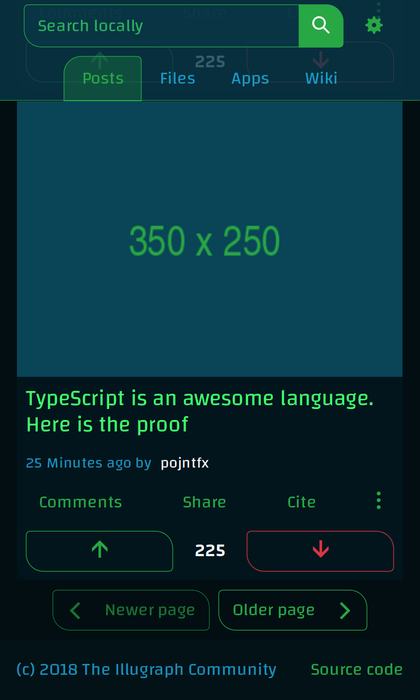 Search locally
225
Posts Files Apps Wiki
350 x 250
TypeScript is an awesome language.
Here is the proof
25 Minutes ago by pojntfx
Comments Share Cite
225
Newer page Older page
(c) 2018 The Illugraph Community Source code